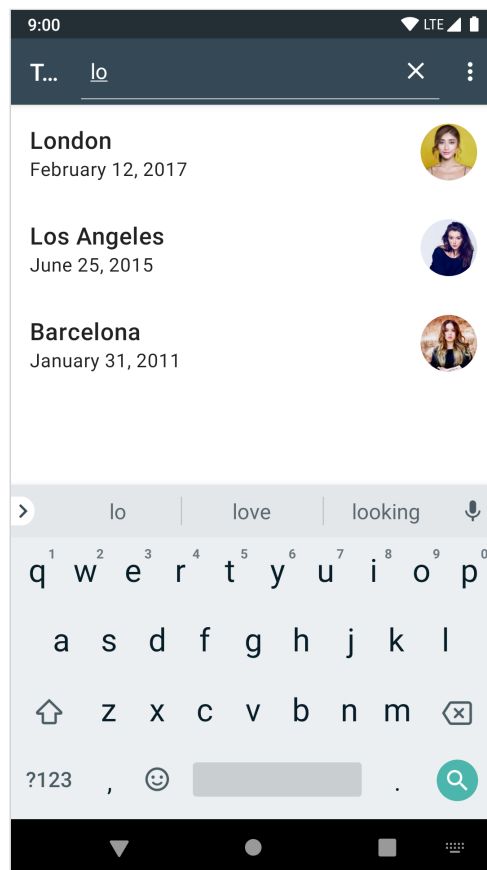 9:00 LTE
T... lo
London
February 12, 2017
Los Angeles
June 25, 2015
Barcelona
January 31, 2011
lo love looking
1 2 3 4 5 6 7 8 9 0
q w e r t y u i o p
a s d f g h j k l
z x c v b n m
?123 , .